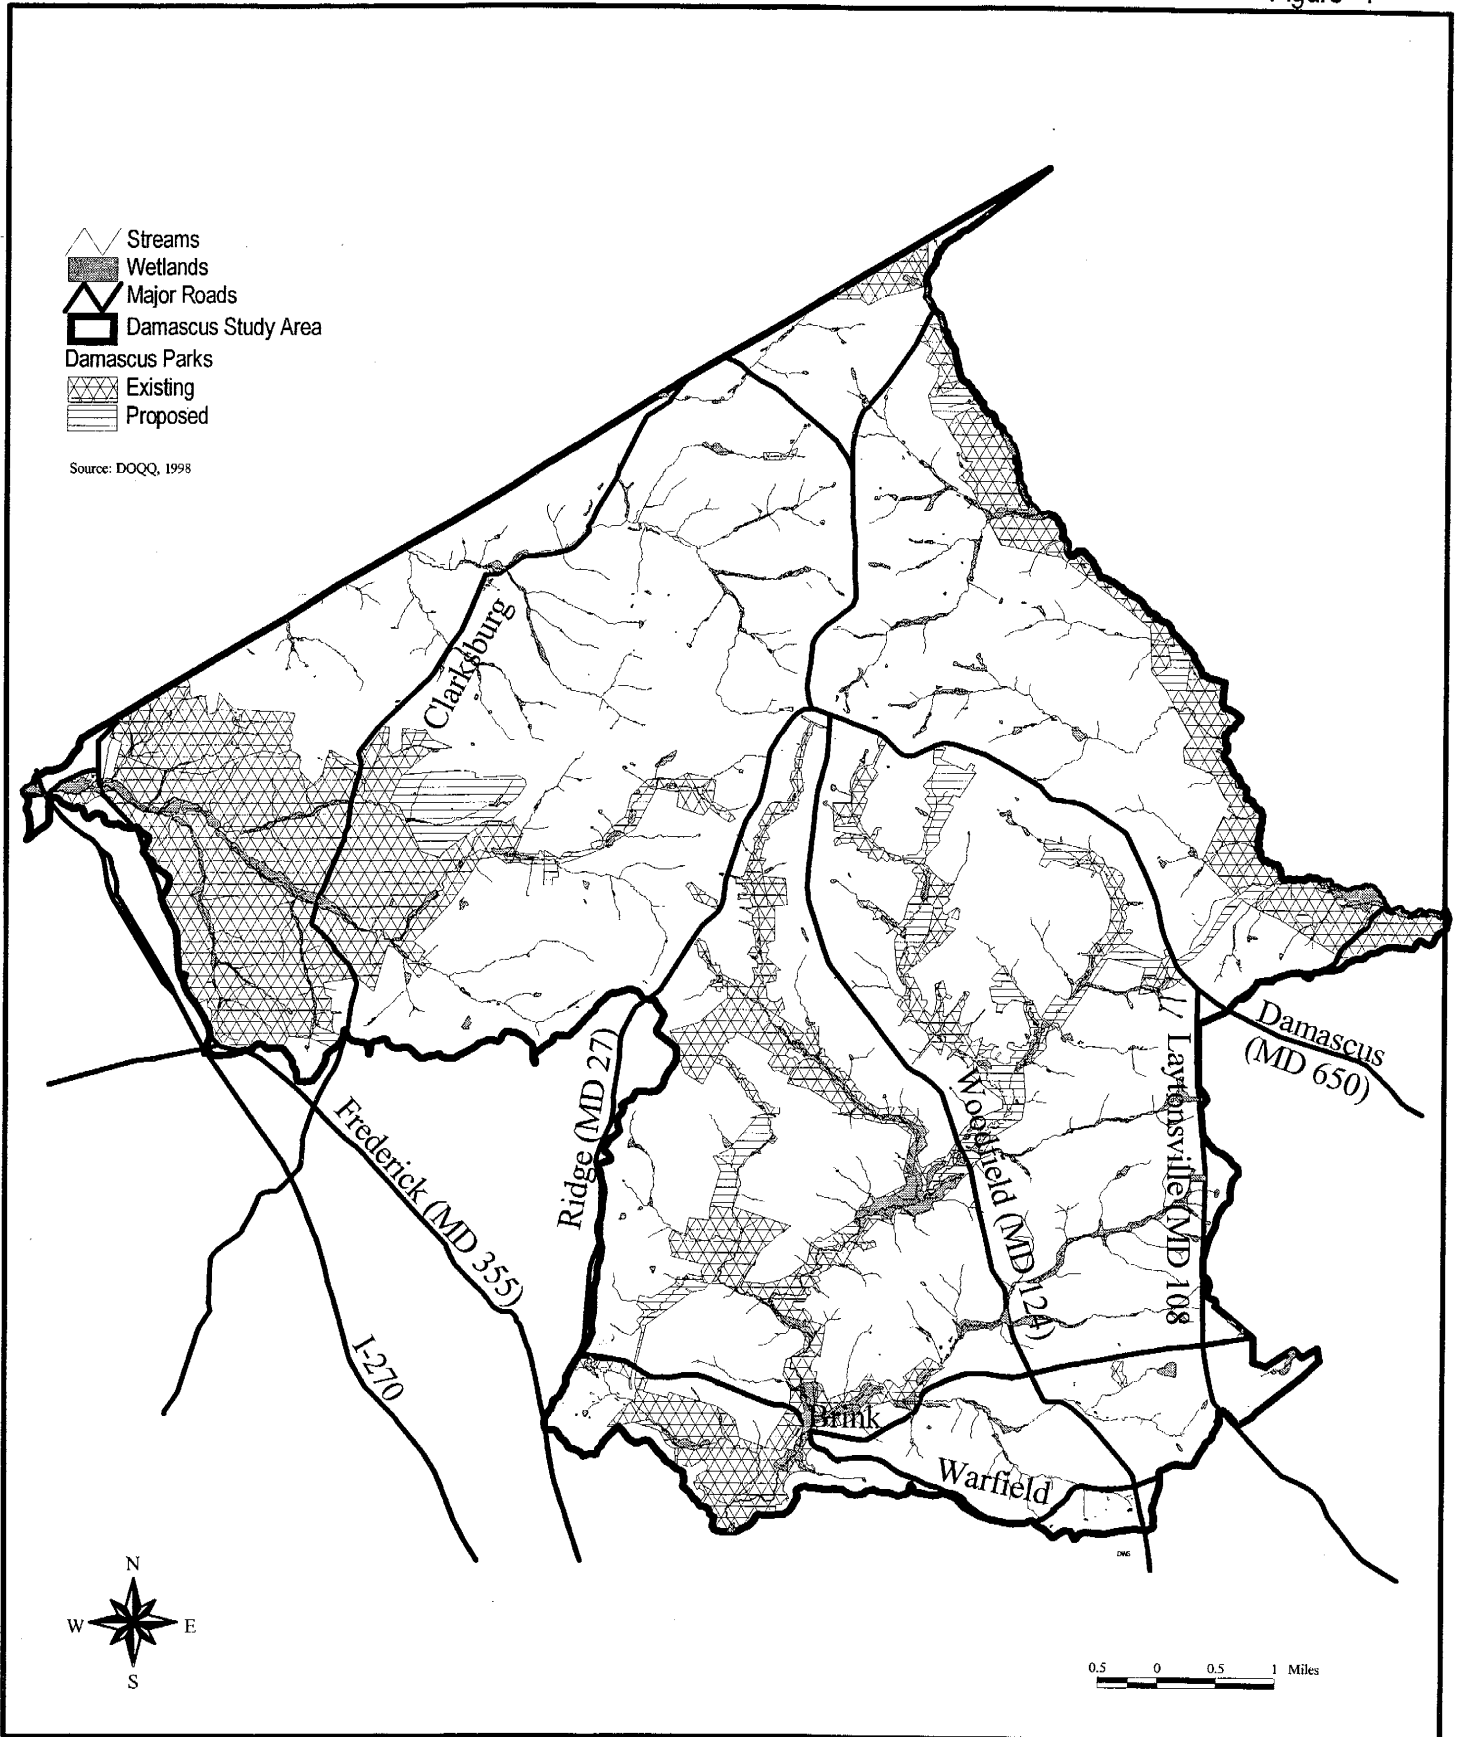 Figure
Streams
Wetlands
Major Roads
Damascus Study Area
Damascus Parks
Existing
Proposed
Source: DOQQ, 1998
Clarksburg
Damascus
(MD 650)
Laytonsville (MD 108
Woodfield (MD 124)
Ridge (MD 27)
Frederick (MD 355)
I-270
Brink
Warfield
DWS
N
W E
S
0.5 0 0.5 1 Miles